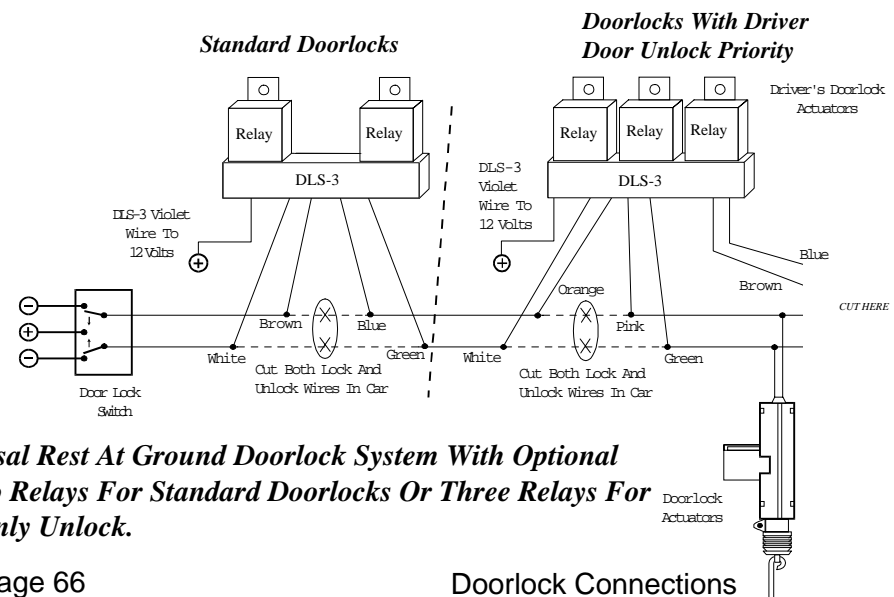 Standard Doorlocks
Doorlocks With Driver
Door Unlock Priority
Relay
Relay
DLS-3
DLS-3 Violet
Wire To
12 Volts
Brown
Blue
White
Green
Cut Both Lock And
Unlock Wires In Car
Door Lock
Switch
Relay
Relay
Relay
Driver's Doorlock
Actuators
DLS-3
DLS-3
Violet
Wire To
12 Volts
Blue
Brown
Orange
Pink
White
Green
CUT HERE
Cut Both Lock And
Unlock Wires In Car
Doorlock
Actuators
sal Rest At Ground Doorlock System With Optional
Relays For Standard Doorlocks Or Three Relays For
nly Unlock.
age 66
Doorlock Connections